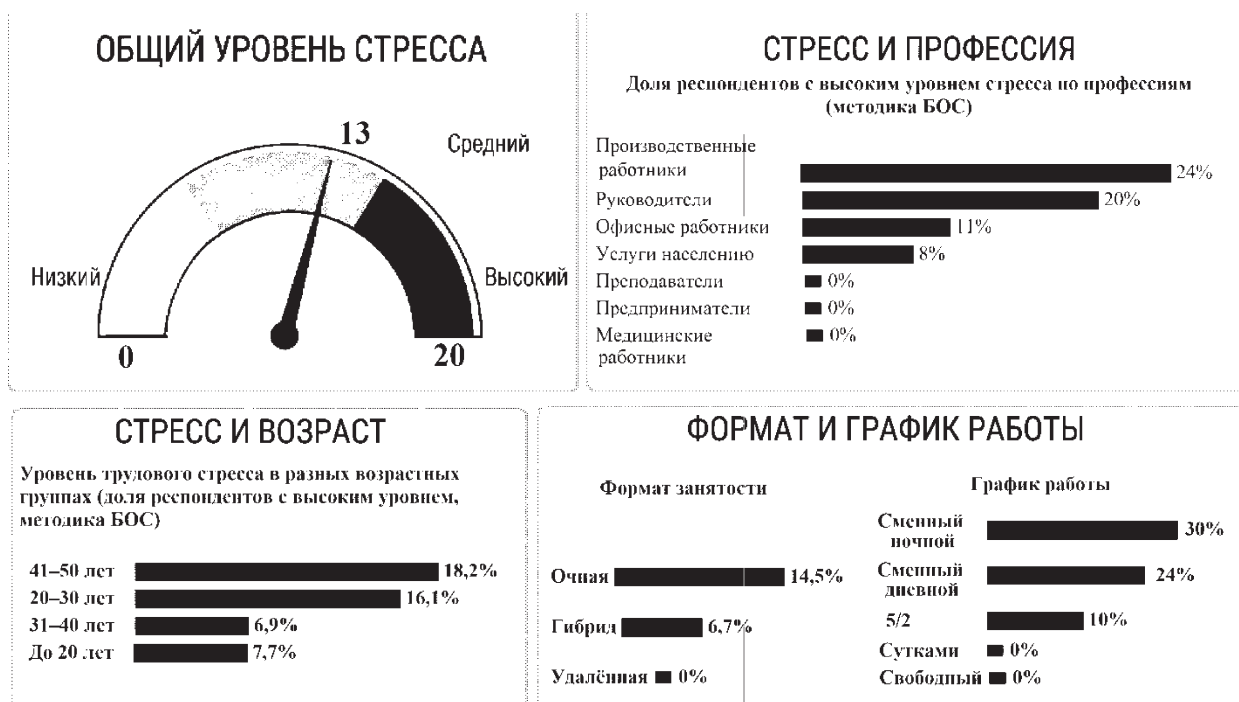 ОБЩИЙ УРОВЕНЬ СТРЕССА
13
Средний
Низкий
Высокий
0
20
СТРЕСС И ПРОФЕССИЯ
Доля респондентов с высоким уровнем стресса по профессиям
(методика БОС)
Производственные
работники
24%
Руководители
20%
Офисные работники
11%
Услуги населению
8%
Преподаватели
0%
Предприниматели
0%
Медицинские
работники
0%
СТРЕСС И ВОЗРАСТ
Уровень трудового стресса в разных возрастных
группах (доля респондентов с высоким уровнем,
методика БОС)
41–50 лет
18,2%
20–30 лет
16,1%
31–40 лет
6,9%
До 20 лет
7,7%
ФОРМАТ И ГРАФИК РАБОТЫ
Формат занятости
Очная
14,5%
Гибрид
6,7%
Удалённая
0%
График работы
Сменный
ночной
30%
Сменный
дневной
24%
5/2
10%
Сутками
0%
Свободный
0%